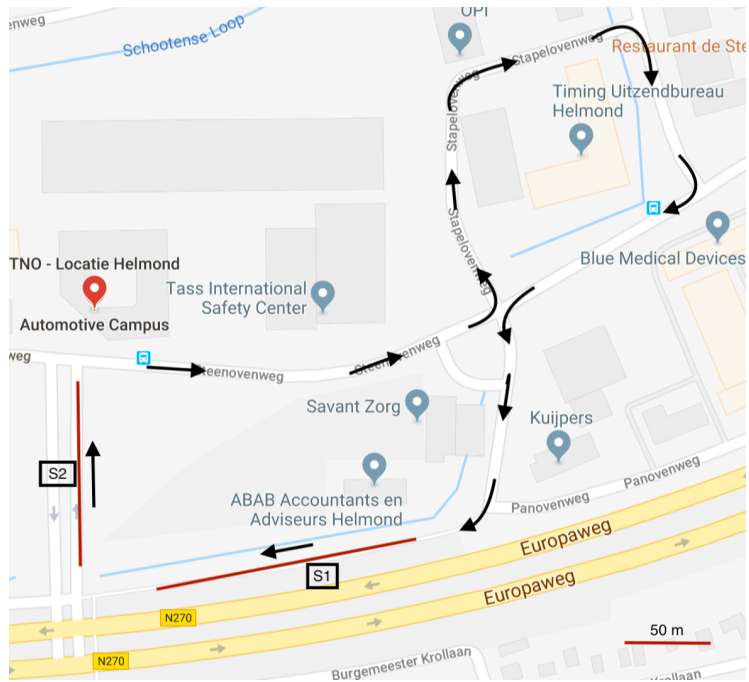 enweg
Schootense Loop
OPI
Stapelovenweg
Restaurant de Ste
Timing Uitzendbureau
Helmond
Stapelovenweg
Stapelovenweg
Blue Medical Devices
TNO - Locatie Helmond
Automotive Campus
Tass International
Safety Center
weg
Steenovenweg
Steenovenweg
Savant Zorg
Kuijpers
S2
ABAB Accountants en
Adviseurs Helmond
Panovenweg
Panovenweg
Europaweg
S1
Europaweg
N270
N270
50 m
Burgemeester Krollaan
Krollaan